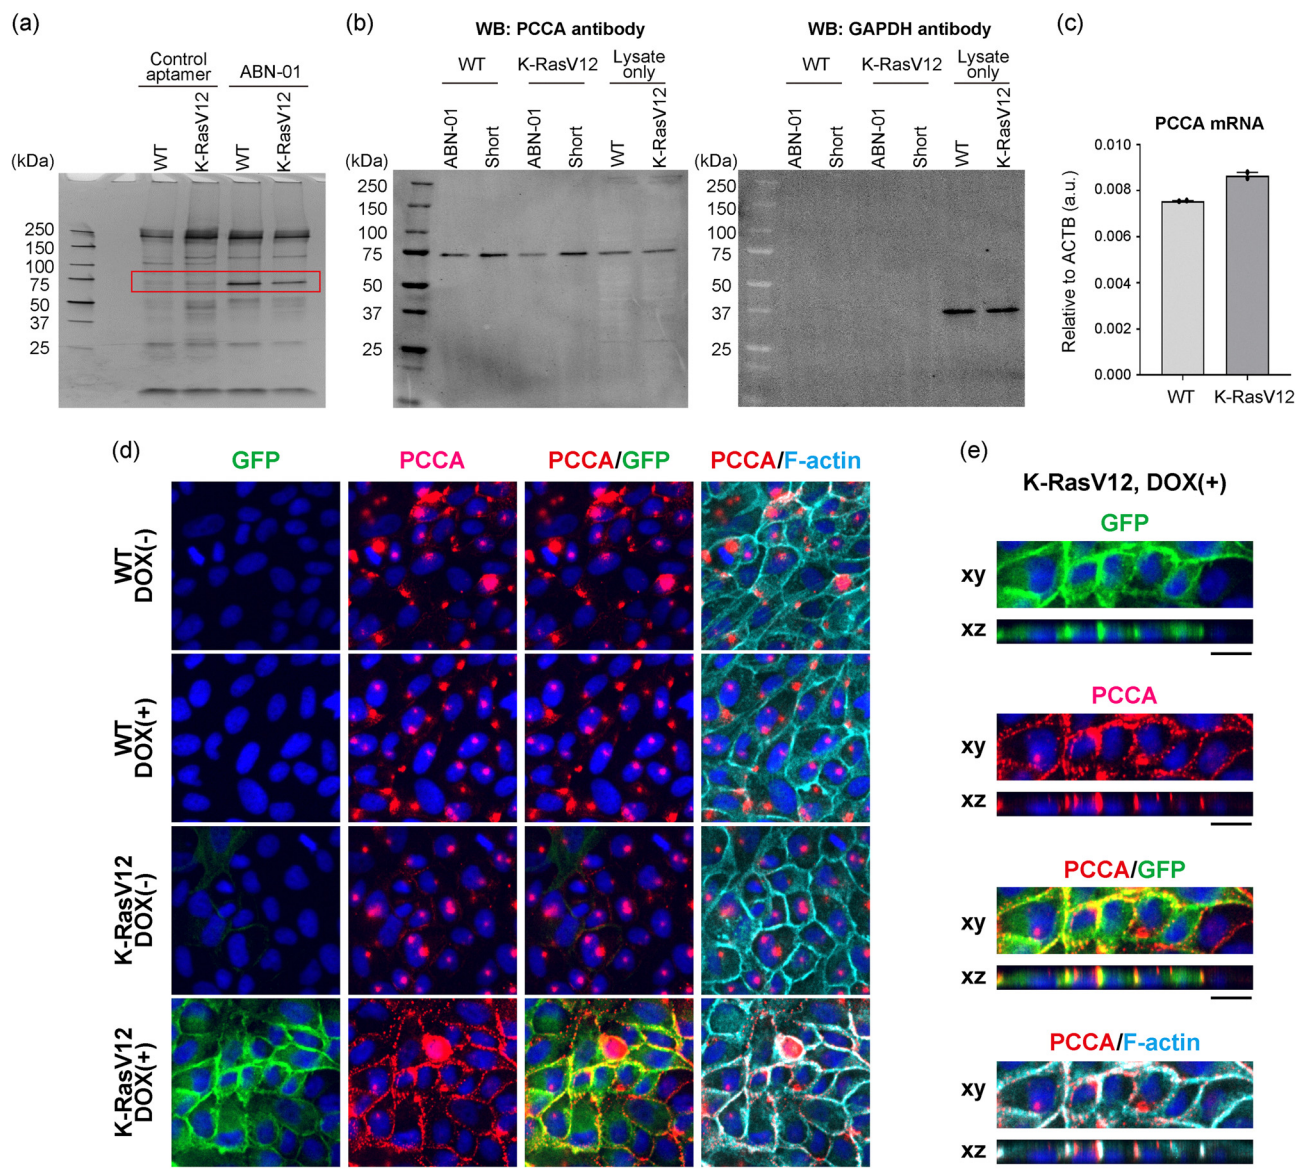 (a)
Control
aptamer
ABN-01
WT
K-RasV12
WT
K-RasV12
(kDa)
250
150
100
75
50
37
25
(b)
WB: PCCA antibody
WT
K-RasV12
Lysate
only
ABN-01
Short
ABN-01
Short
WT
K-RasV12
(kDa)
250
150
100
75
50
37
25
WB: GAPDH antibody
WT
K-RasV12
Lysate
only
ABN-01
Short
ABN-01
Short
WT
K-RasV12
(kDa)
250
150
100
75
50
37
25
(c)
PCCA mRNA
Relative to ACTB (a.u.)
0.010
0.008
0.006
0.004
0.002
0.000
WT
K-RasV12
(d)
GFP
PCCA
PCCA/GFP
PCCA/F-actin
WT
DOX(-)
WT
DOX(+)
K-RasV12
DOX(-)
K-RasV12
DOX(+)
(e)
K-RasV12, DOX(+)
GFP
xy
xz
PCCA
xy
xz
PCCA/GFP
xy
xz
PCCA/F-actin
xy
xz